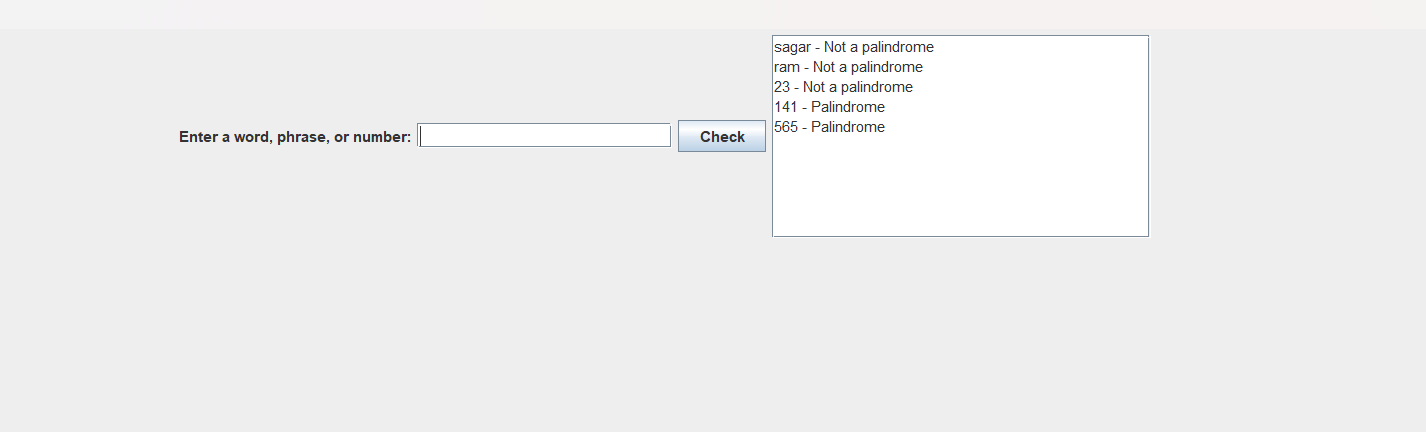 Enter a word, phrase, or number:
Check
sagar - Not a palindrome
ram - Not a palindrome
23 - Not a palindrome
141 - Palindrome
565 - Palindrome